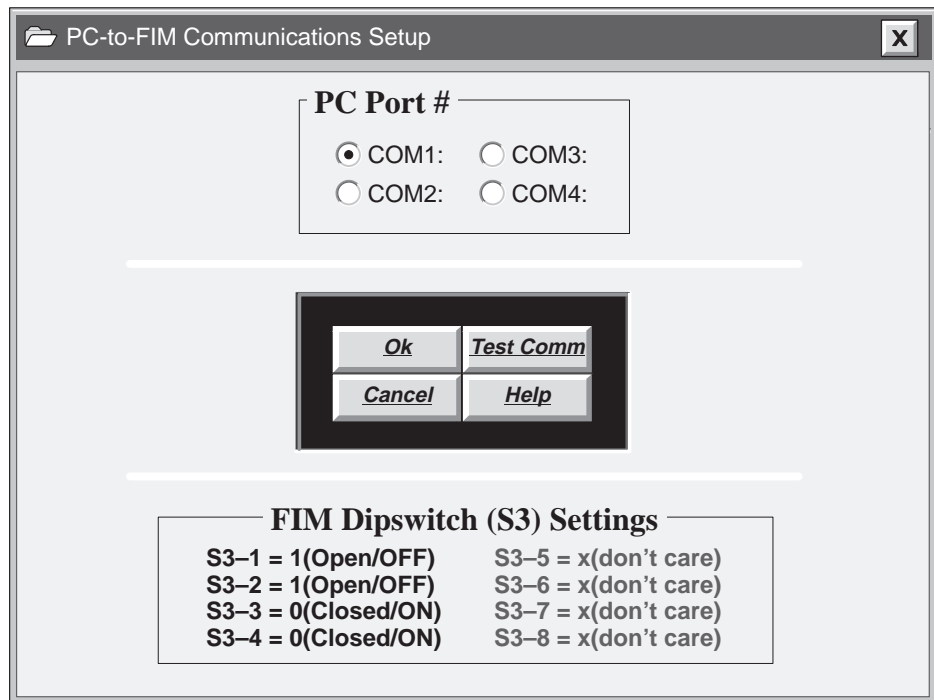 PC-to-FIM Communications Setup X
PC Port #
COM1: COM3:
COM2: COM4:
Ok Test Comm
Cancel Help
FIM Dipswitch (S3) Settings
S3–1 = 1(Open/OFF) S3–5 = x(don't care)
S3–2 = 1(Open/OFF) S3–6 = x(don't care)
S3–3 = 0(Closed/ON) S3–7 = x(don't care)
S3–4 = 0(Closed/ON) S3–8 = x(don't care)